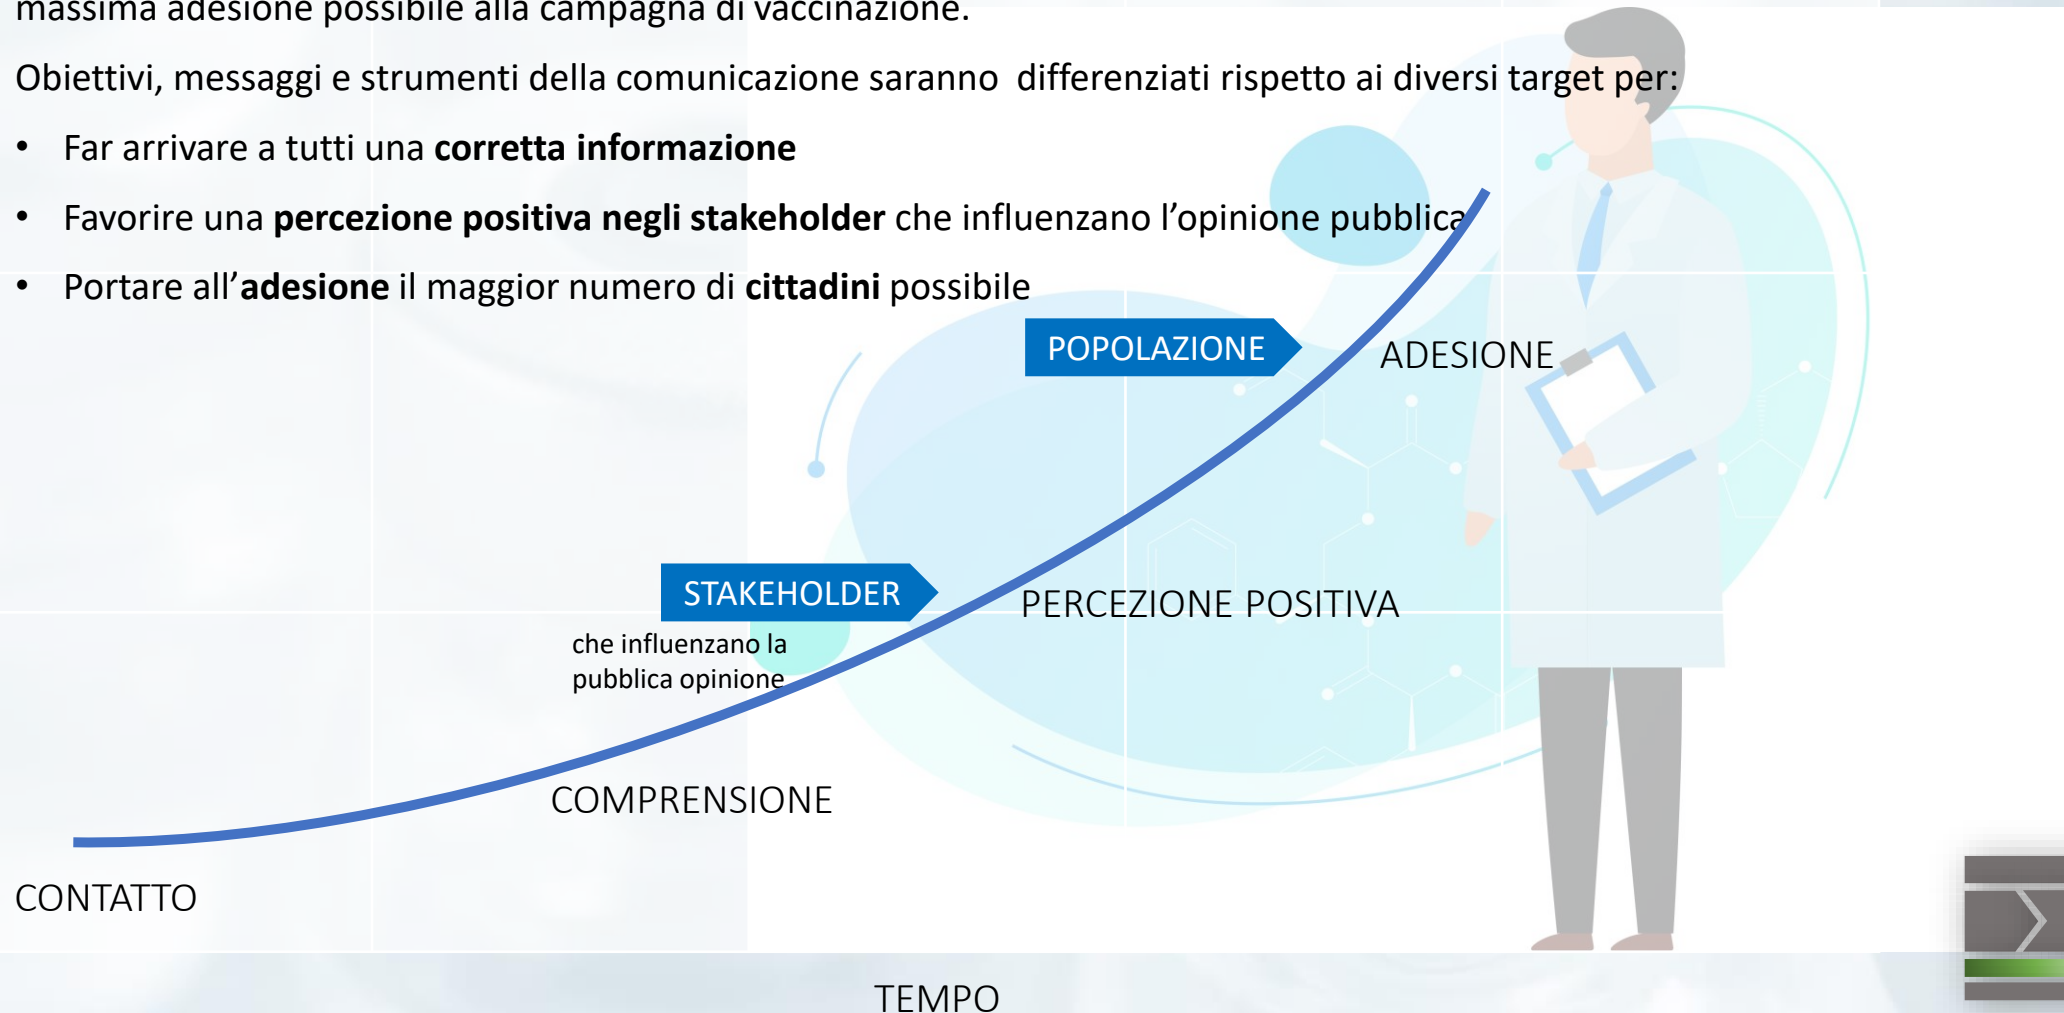 massima adesione possibile alla campagna di vaccinazione.
Obiettivi, messaggi e strumenti della comunicazione saranno  differenziati rispetto ai diversi target per:
• Far arrivare a tutti una corretta informazione
• Favorire una percezione positiva negli stakeholder che influenzano l’opinione pubblica
• Portare all’adesione il maggior numero di cittadini possibile
POPOLAZIONE
ADESIONE
STAKEHOLDER
PERCEZIONE POSITIVA
che influenzano la
pubblica opinione
COMPRENSIONE
CONTATTO
TEMPO